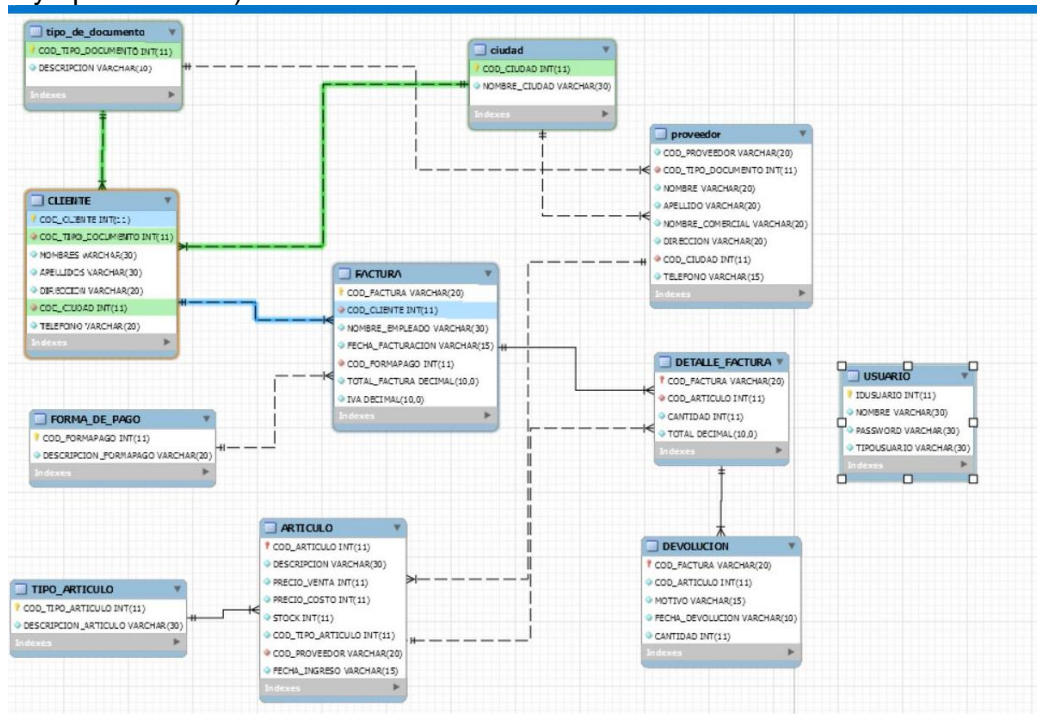 tipo_de_documento
COD_TIPO_DOCUMENTO INT(11)
DESCRIPCION VARCHAR(10)
Indexes
ciudad
COD_CIUDAD INT(11)
NOMBRE_CIUDAD VARCHAR(30)
Indexes
proveedor
COD_PROVEEDOR VARCHAR(20)
COD_TIPO_DOCUMENTO INT(11)
NOMBRE VARCHAR(20)
APELLIDO VARCHAR(20)
NOMBRE_COMERCIAL VARCHAR(20)
DIRECCION VARCHAR(20)
COD_CIUDAD INT(11)
TELEFONO VARCHAR(15)
Indexes
CLIENTE
COD_CLIENTE INT(11)
COD_TIPO_DOCUMENTO INT(11)
NOMBRES VARCHAR(30)
APELLIDOS VARCHAR(30)
DIRECCION VARCHAR(20)
COD_CIUDAD INT(11)
TELEFONO VARCHAR(20)
Indexes
FACTURA
COD_FACTURA VARCHAR(20)
COD_CLIENTE INT(11)
NOMBRE_EMPLEADO VARCHAR(30)
FECHA_FACTURACION VARCHAR(15)
COD_FORMAPAGO INT(11)
TOTAL_FACTURA DECIMAL(10,0)
IVA DECIMAL(10,0)
Indexes
DETALLE_FACTURA
COD_FACTURA VARCHAR(20)
COD_ARTICULO INT(11)
CANTIDAD INT(11)
TOTAL DECIMAL(10,0)
Indexes
USUARIO
IDUSUARIO INT(11)
NOMBRE VARCHAR(30)
PASSWORD VARCHAR(30)
TIPOUSUARIO VARCHAR(30)
Indexes
FORMA_DE_PAGO
COD_FORMAPAGO INT(11)
DESCRIPCION_FORMAPAGO VARCHAR(20)
Indexes
ARTICULO
COD_ARTICULO INT(11)
DESCRIPCION VARCHAR(30)
PRECIO_VENTA INT(11)
PRECIO_COSTO INT(11)
STOCK INT(11)
COD_TIPO_ARTICULO INT(11)
COD_PROVEEDOR VARCHAR(20)
FECHA_INGRESO VARCHAR(15)
Indexes
DEVOLUCION
COD_FACTURA VARCHAR(20)
COD_ARTICULO INT(11)
MOTIVO VARCHAR(15)
FECHA_DEVOLUCION VARCHAR(10)
CANTIDAD INT(11)
Indexes
TIPO_ARTICULO
COD_TIPO_ARTICULO INT(11)
DESCRIPCION_ARTICULO VARCHAR(30)
Indexes